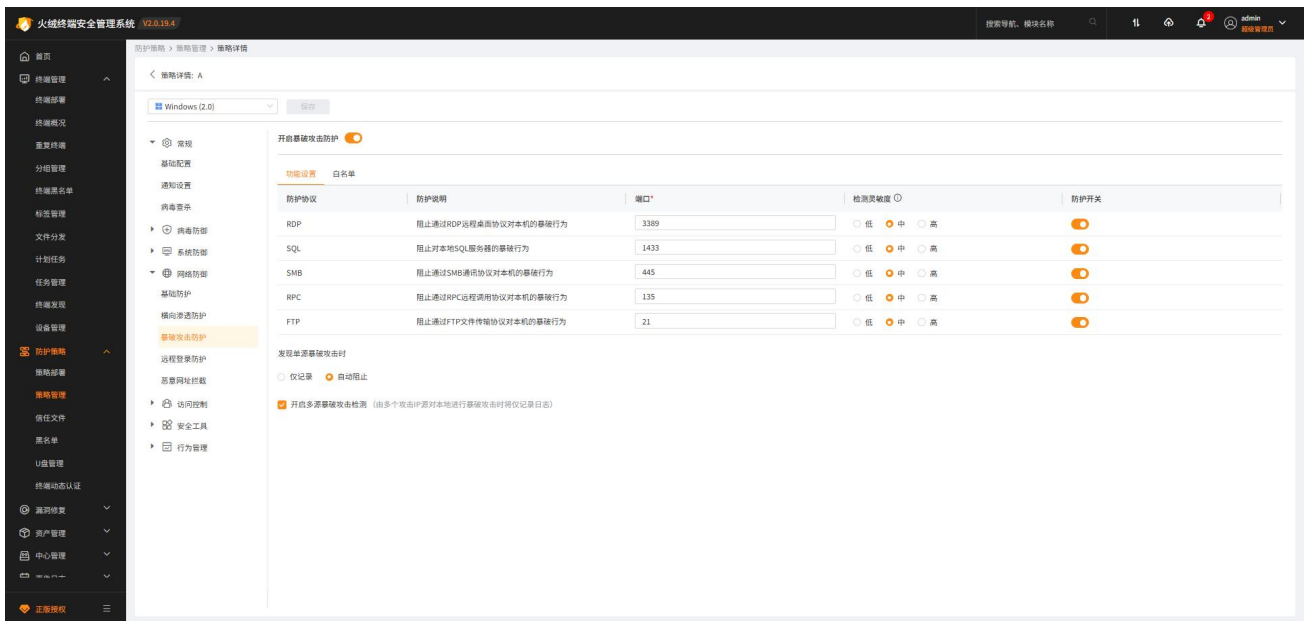 火绒终端安全管理系统 V2.0.19.4
搜索导航、模块名称
2
admin
超级管理员
首页
终端管理
终端部署
终端概况
重复终端
分组管理
终端黑名单
标签管理
文件分发
计划任务
任务管理
终端发现
设备管理
防护策略
策略部署
策略管理
信任文件
黑名单
U盘管理
终端动态认证
漏洞修复
资产管理
中心管理
正版授权
防护策略 > 策略管理 > 策略详情
策略详情: A
Windows (2.0)
保存
常规
基础配置
通知设置
病毒查杀
病毒防御
系统防御
网络防御
基础防护
横向渗透防护
暴破攻击防护
远程登录防护
恶意网址拦截
访问控制
安全工具
行为管理
开启暴破攻击防护
功能设置 白名单
防护协议 防护说明 端口* 检测灵敏度 防护开关
RDP 阻止通过RDP远程桌面协议对本机的暴破行为 3389 低 中 高
SQL 阻止对本地SQL服务器的暴破行为 1433 低 中 高
SMB 阻止通过SMB通讯协议对本机的暴破行为 445 低 中 高
RPC 阻止通过RPC远程调用协议对本机的暴破行为 135 低 中 高
FTP 阻止通过FTP文件传输协议对本机的暴破行为 21 低 中 高
发现单源暴破攻击时
仅记录 自动阻止
开启多源暴破攻击检测 (由多个攻击IP源对本地进行暴破攻击时将仅记录日志)